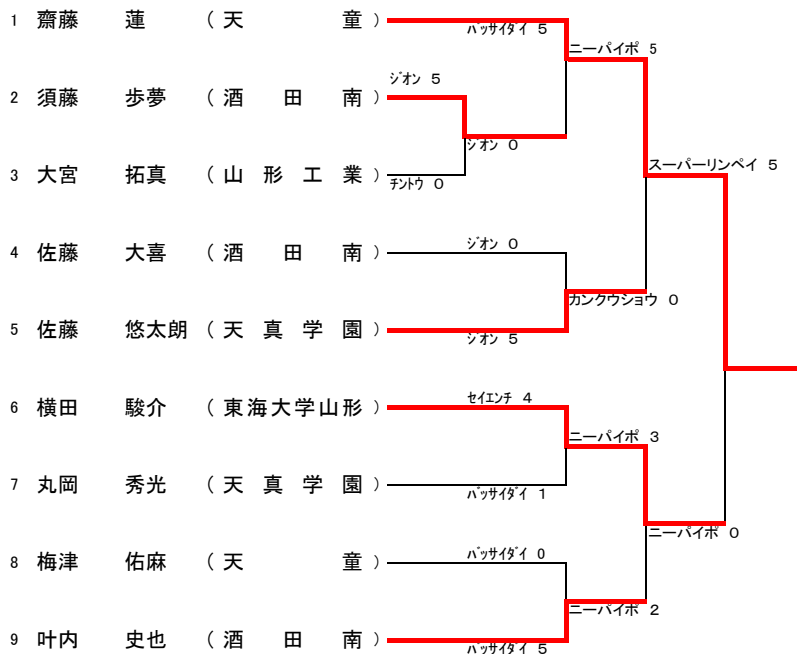 1 齋藤 蓮 （ 天 童 ）
バッサイダイ 5
ニーパイポ 5
ジオン 5
2 須藤 歩夢 （ 酒 田 南 ）
ジオン 0
スーパーリンペイ 5
3 大宮 拓真 （ 山 形 工 業 ）
チントウ 0
4 佐藤 大喜 （ 酒 田 南 ）
ジオン 0
カンクウショウ 0
5 佐藤 悠太朗 （ 天 真 学 園 ）
ジオン 5
6 横田 駿介 （ 東海大学山形 ）
セイエンチ 4
ニーパイポ 3
7 丸岡 秀光 （ 天 真 学 園 ）
バッサイダイ 1
ニーパイポ 0
8 梅津 佑麻 （ 天 童 ）
バッサイダイ 0
ニーパイポ 2
9 叶内 史也 （ 酒 田 南 ）
バッサイダイ 5